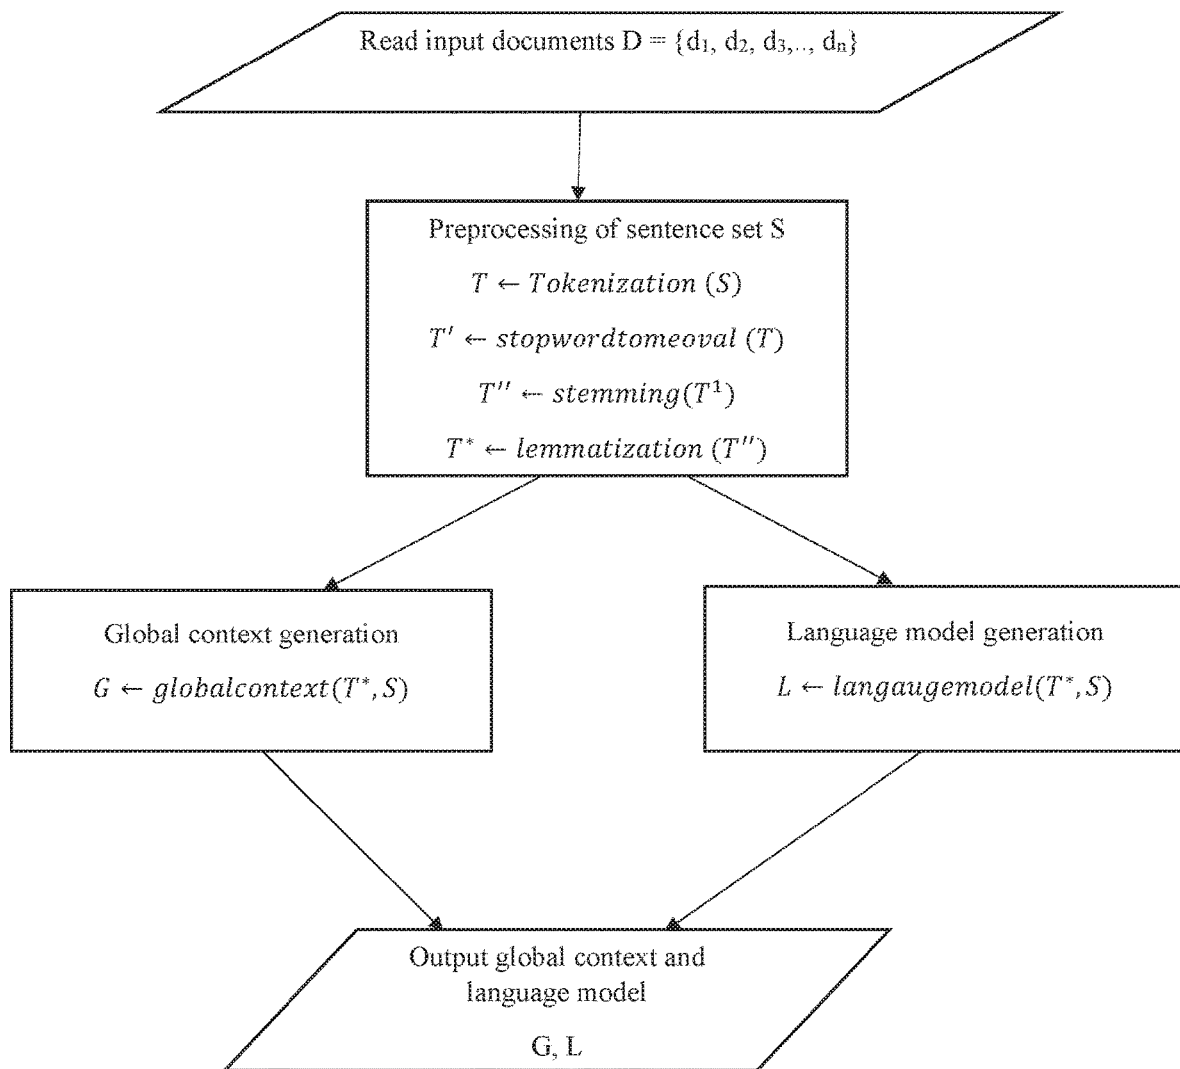 Read input documents D = {d₁, d₂, d₃,.., dₙ}
Preprocessing of sentence set S
T ← Tokenization (S)
T′ ← stopwordtomeoval (T)
T″ ← stemming(T¹)
T* ← lemmatization (T″)
Global context generation
G ← globalcontext(T*, S)
Language model generation
L ← langaugemodel(T*, S)
Output global context and
language model
G, L